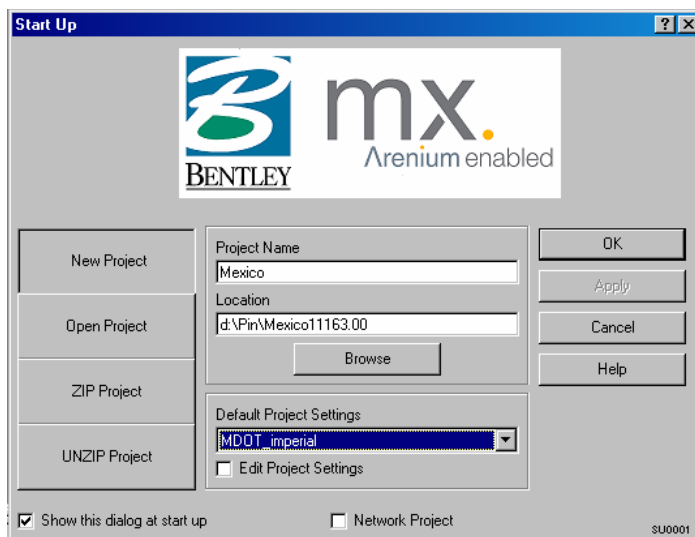 Start Up
BENTLEY
mx.
Arenium enabled
New Project
Open Project
ZIP Project
UNZIP Project
Project Name
Mexico
Location
d:\Pin\Mexico11163.00
Browse
Default Project Settings
MDOT_imperial
Edit Project Settings
OK
Apply
Cancel
Help
Show this dialog at start up
Network Project
SU0001